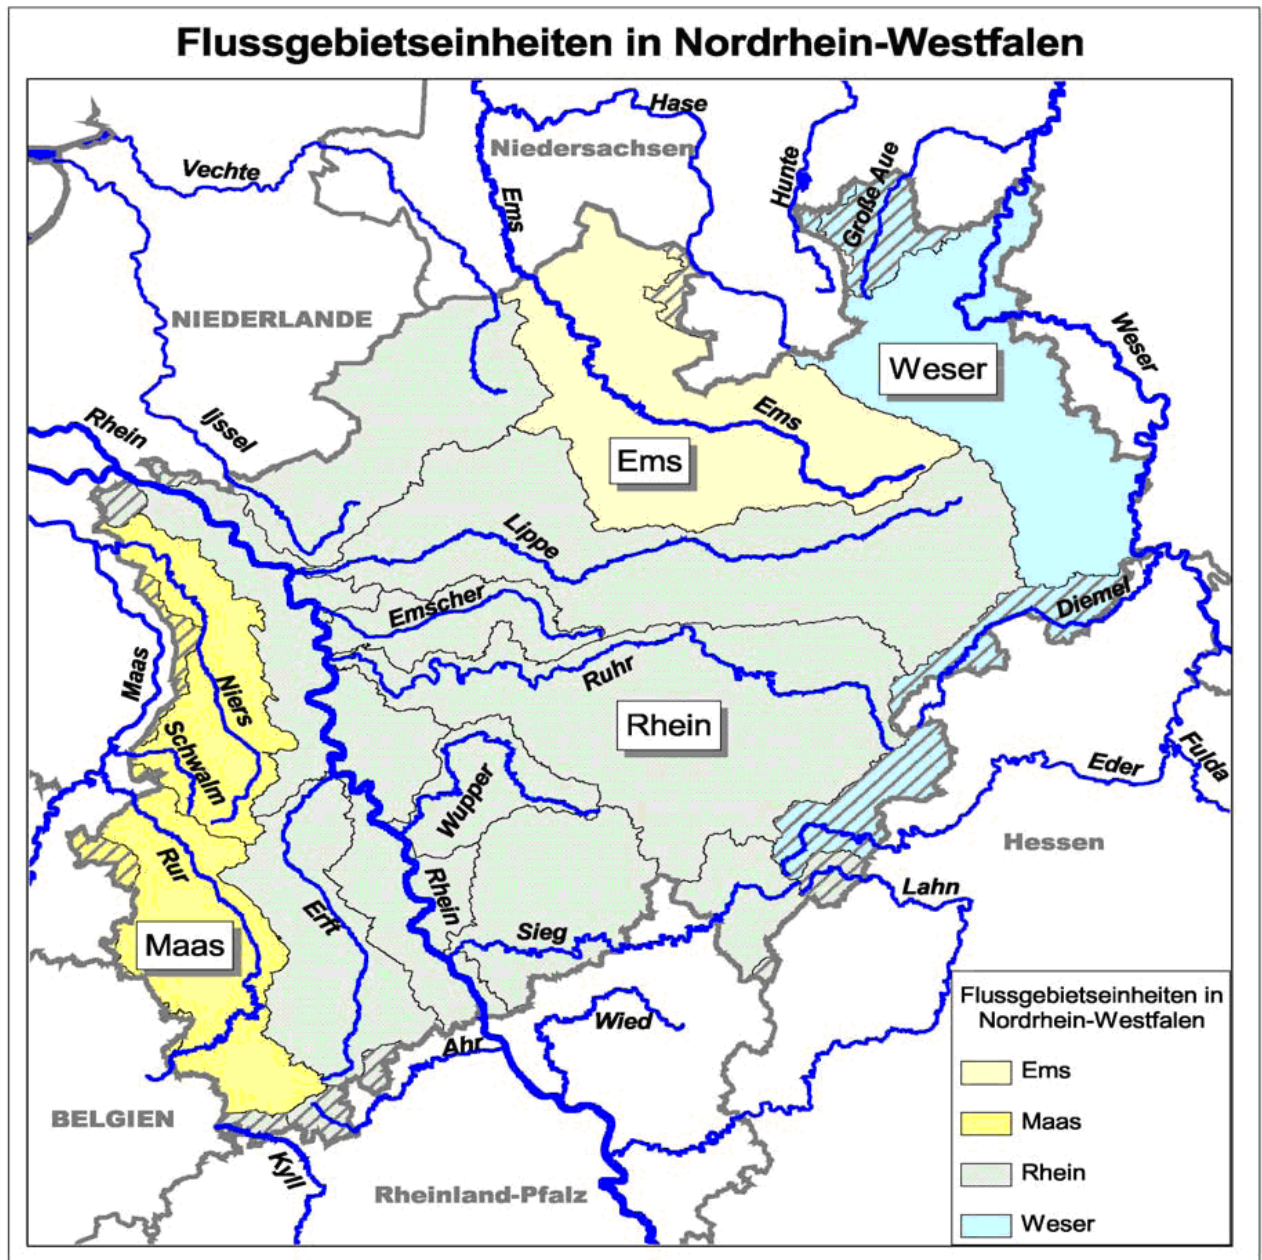 Flussgebietseinheiten in Nordrhein-Westfalen
Hase
Niedersachsen
Vechte
Hunte
Große Aue
Ems
NIEDERLANDE
Weser
Weser
Rhein
IJssel
Ems
Ems
Lippe
Diemel
Emscher
Maas
Niers
Ruhr
Rhein
Schwalm
Wupper
Eder
Fulda
Hessen
Rur
Rhein
Lahn
Erft
Sieg
Maas
Wied
Ahr
BELGIEN
Kyll
Rheinland-Pfalz
Flussgebietseinheiten in
Nordrhein-Westfalen
Ems
Maas
Rhein
Weser